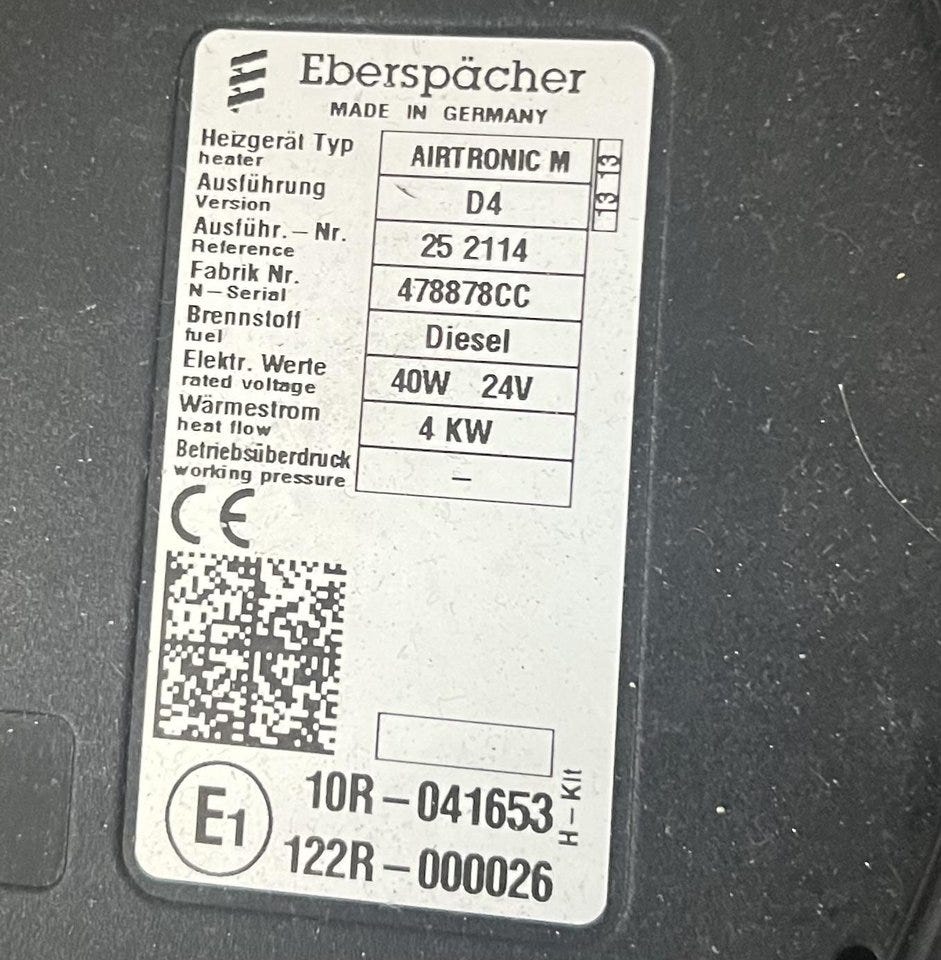 Eberspächer
MADE IN GERMANY
Heizgerät Typ
heater
AIRTRONIC M
13 13
Ausführung
Version
D4
Ausführ.-Nr.
Reference
25 2114
Fabrik Nr.
N-Serial
478878CC
Brennstoff
fuel
Diesel
Elektr. Werte
rated voltage
40W 24V
Wärmestrom
heat flow
4 KW
Betriebsüberdruck
working pressure
–
CE
E1
10R-041653
H-Kit
122R-000026